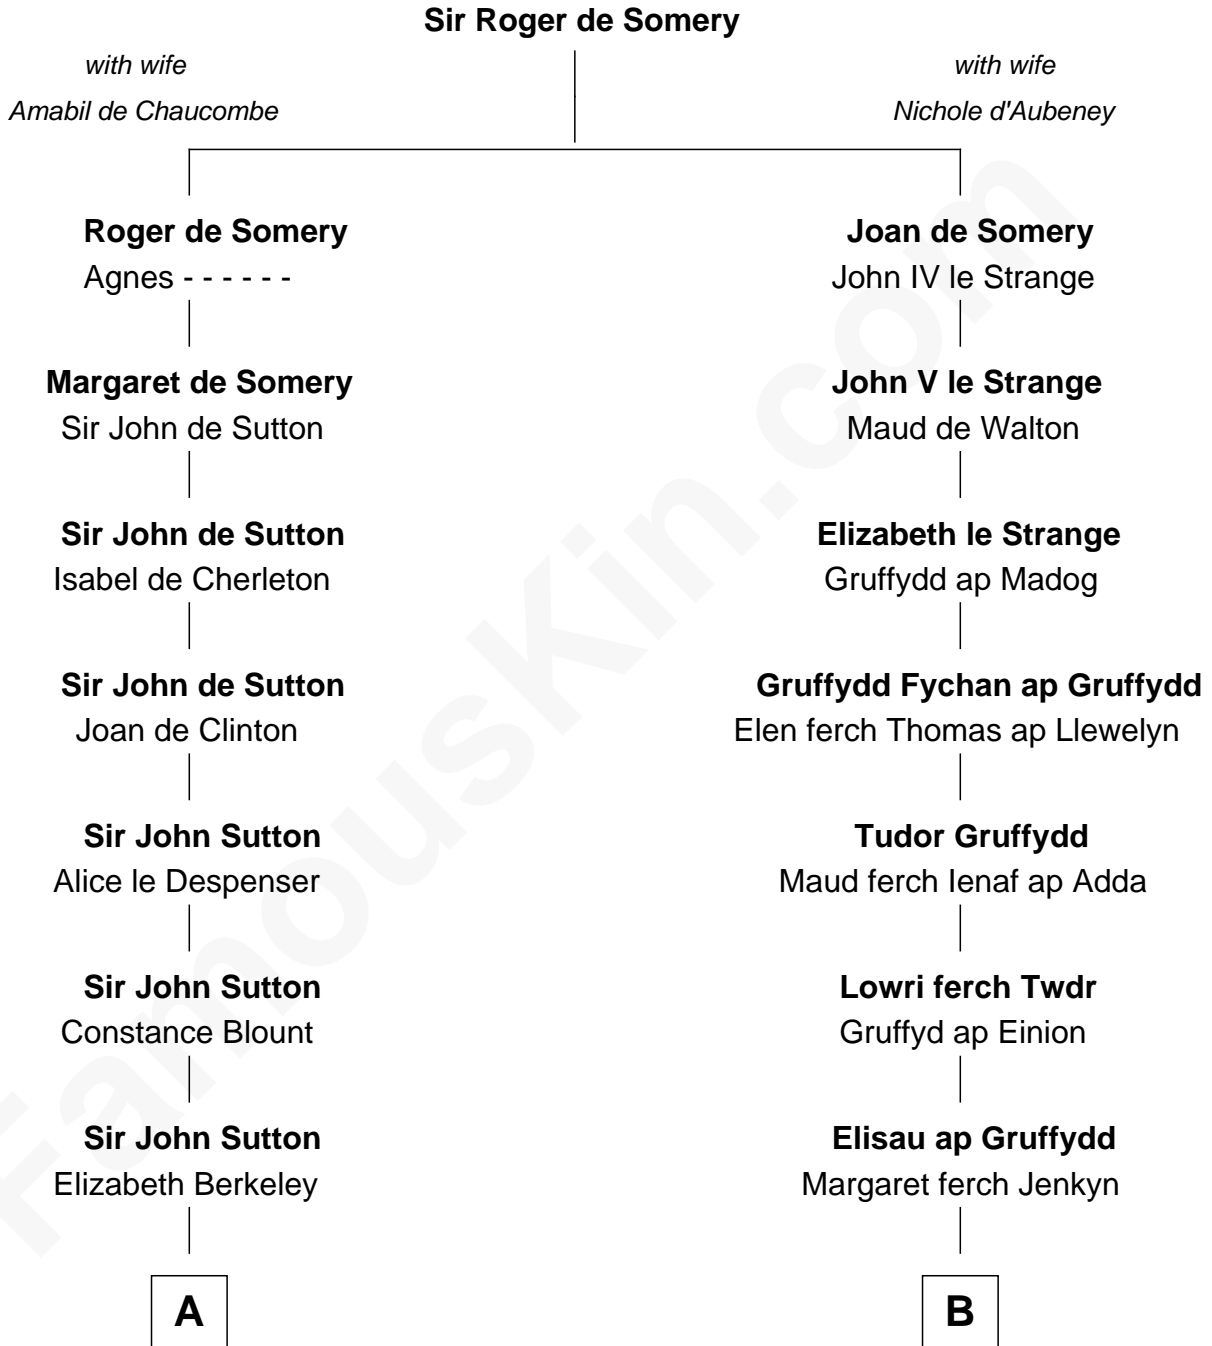 Sir Roger de Somery
with wife
Amabil de Chaucombe
with wife
Nichole d'Aubeney
Roger de Somery
Agnes - - - - - -
Joan de Somery
John IV le Strange
Margaret de Somery
Sir John de Sutton
John V le Strange
Maud de Walton
Sir John de Sutton
Isabel de Cherleton
Elizabeth le Strange
Gruffydd ap Madog
Sir John de Sutton
Joan de Clinton
Gruffydd Fychan ap Gruffydd
Elen ferch Thomas ap Llewelyn
Sir John Sutton
Alice le Despenser
Tudor Gruffydd
Maud ferch Ienaf ap Adda
Sir John Sutton
Constance Blount
Lowri ferch Twdr
Gruffyd ap Einion
Sir John Sutton
Elizabeth Berkeley
Elisau ap Gruffydd
Margaret ferch Jenkyn
A
B
FamousKin.com